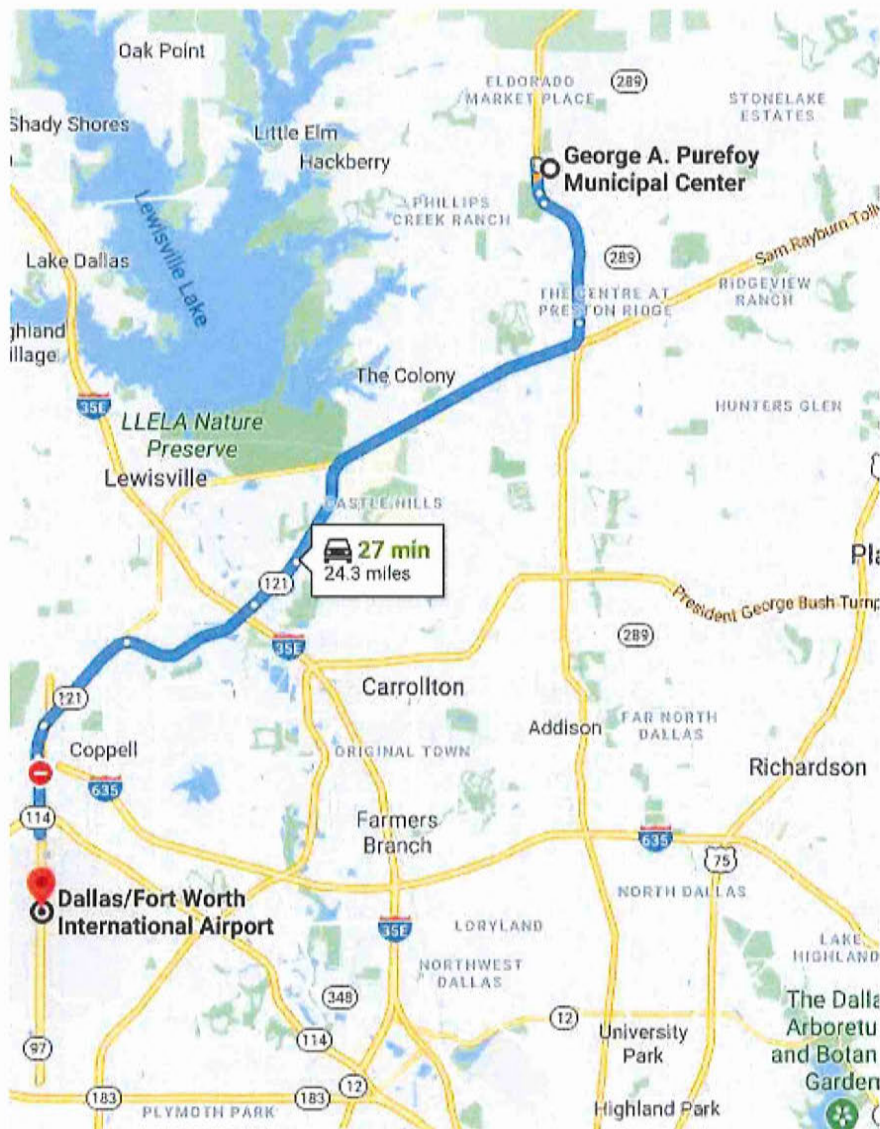 Oak Point
ELDORADO
MARKET PLACE
289
STONELAKE
ESTATES
Shady Shores
Little Elm
Hackberry
George A. Purefoy
Municipal Center
PHILLIPS
CREEK RANCH
Lewisville Lake
Lake Dallas
289
Sam Rayburn Toll
THE CENTRE AT
PRESTON RIDGE
RIDGEVIEW
RANCH
ghland
illage
The Colony
35E
HUNTERS GLEN
LLELA Nature
Preserve
Lewisville
CASTLE HILLS
27 min
24.3 miles
121
Pla
President George Bush Turnp
35E
289
121
Carrollton
Coppell
ORIGINAL TOWN
Addison
FAR NORTH
DALLAS
Richardson
635
114
Farmers
Branch
635
75
Dallas/Fort Worth
International Airport
NORTH DALLAS
35E
LORYLAND
LAKE
HIGHLAND
NORTHWEST
DALLAS
348
The Dalla
Arboretu
and Botan
Garden
12
University
Park
97
114
12
183
183
PLYMOTH PARK
Highland Park